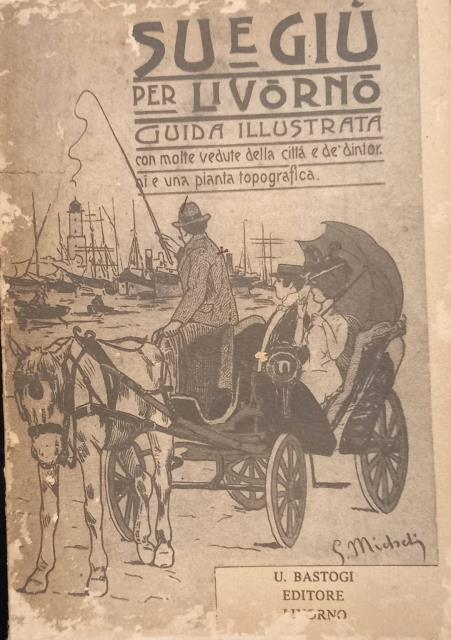 SU E GIÙ
PER LIVORNO
GUIDA ILLUSTRATA
con molte vedute della città e de' dintor.
ni e una pianta topografica.
G. Micheli
U. BASTOGI
EDITORE
LIVORNO